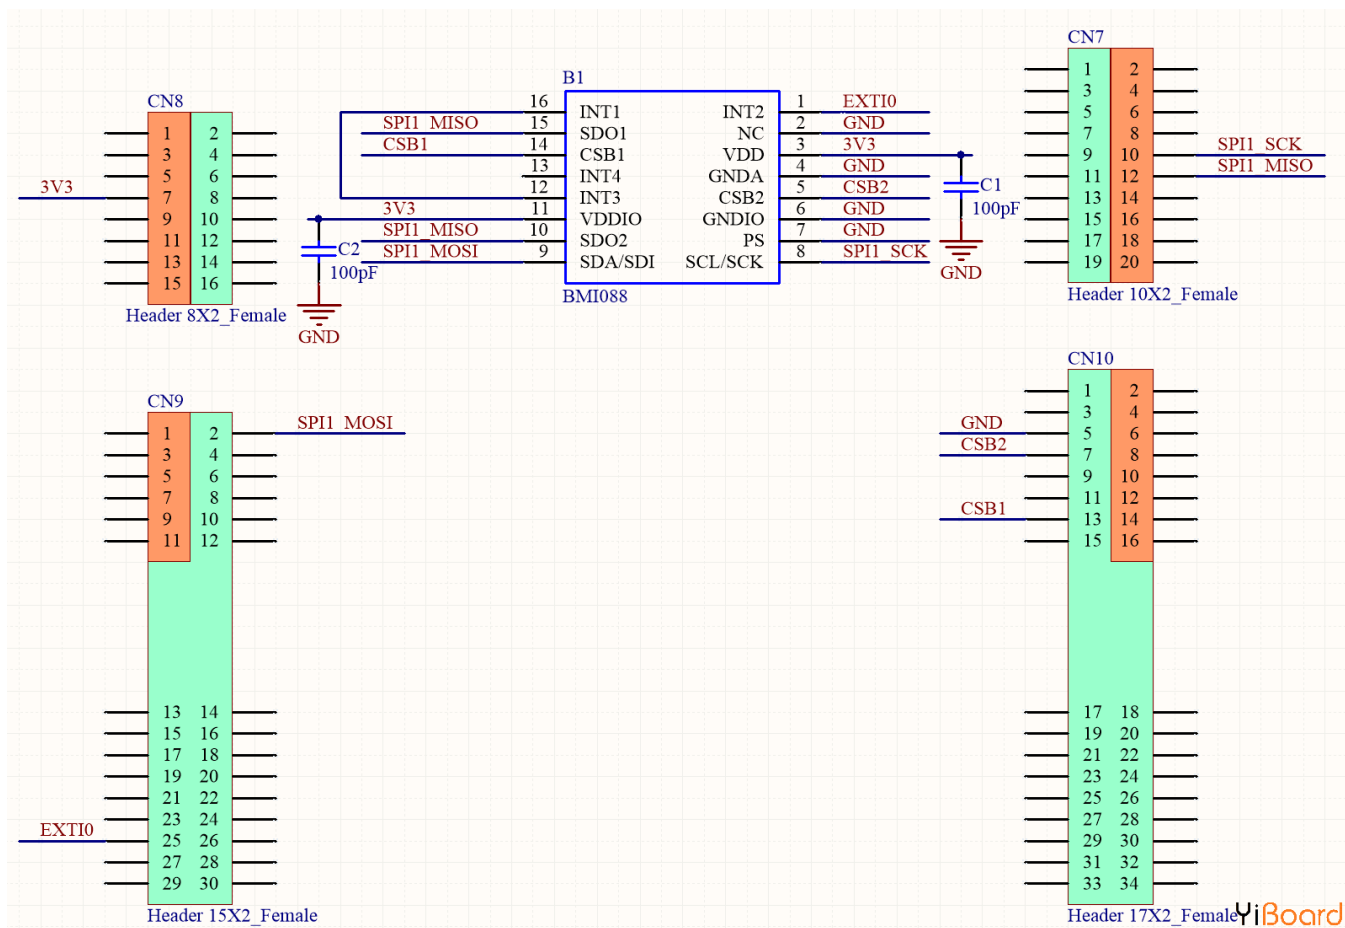 CN8
1 2
3 4
5 6
3V3 7 8
9 10
11 12
13 14
15 16
Header 8X2_Female
B1
16 INT1 INT2 1 EXTI0
SPI1_MISO 15 SDO1 NC 2 GND
CSB1 14 CSB1 VDD 3 3V3
13 INT4 GNDA 4 GND
12 INT3 CSB2 5 CSB2
3V3 11 VDDIO GNDIO 6 GND
SPI1_MISO 10 SDO2 PS 7 GND
SPI1_MOSI 9 SDA/SDI SCL/SCK 8 SPI1_SCK
BMI088
C2
100pF
GND
C1
100pF
GND
CN7
1 2
3 4
5 6
7 8
9 10 SPI1_SCK
11 12 SPI1_MISO
13 14
15 16
17 18
19 20
Header 10X2_Female
CN9
1 2 SPI1_MOSI
3 4
5 6
7 8
9 10
11 12
13 14
15 16
17 18
19 20
21 22
23 24
EXTI0 25 26
27 28
29 30
Header 15X2_Female
CN10
1 2
3 4
GND 5 6
CSB2 7 8
9 10
11 12
CSB1 13 14
15 16
17 18
19 20
21 22
23 24
25 26
27 28
29 30
31 32
33 34
Header 17X2_Female
YiBoard